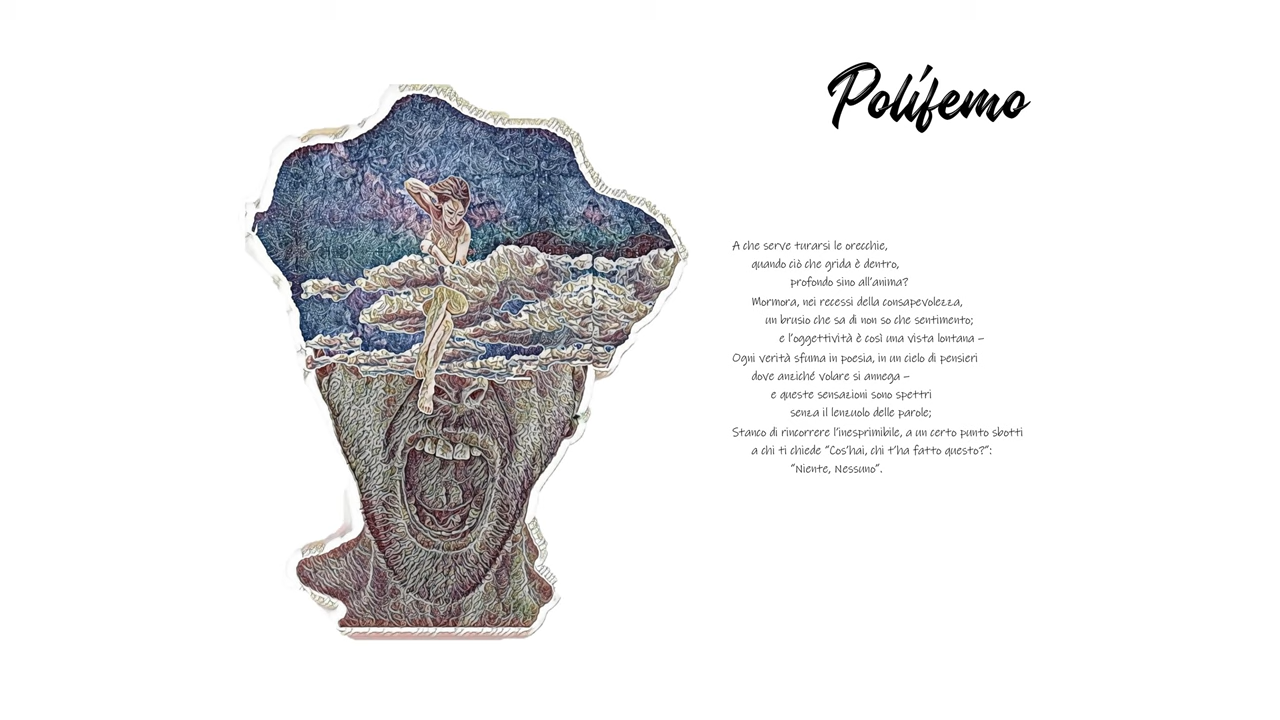 Polífemo
A che serve turarsi le orecchie,
quando ciò che grida è dentro,
profondo sino all'anima?
Mormora, nei recessi della consapevolezza,
un brusio che sa di non so che sentimento;
e l'oggettività è così una vista lontana –
Ogni verità sfuma in poesia, in un cielo di pensieri
dove anziché volare si annega –
e queste sensazioni sono spettri
senza il lenzuolo delle parole;
Stanco di rincorrere l'inesprimibile, a un certo punto sbotti
a chi ti chiede "Cos'hai, chi t'ha fatto questo?":
"Niente, Nessuno".